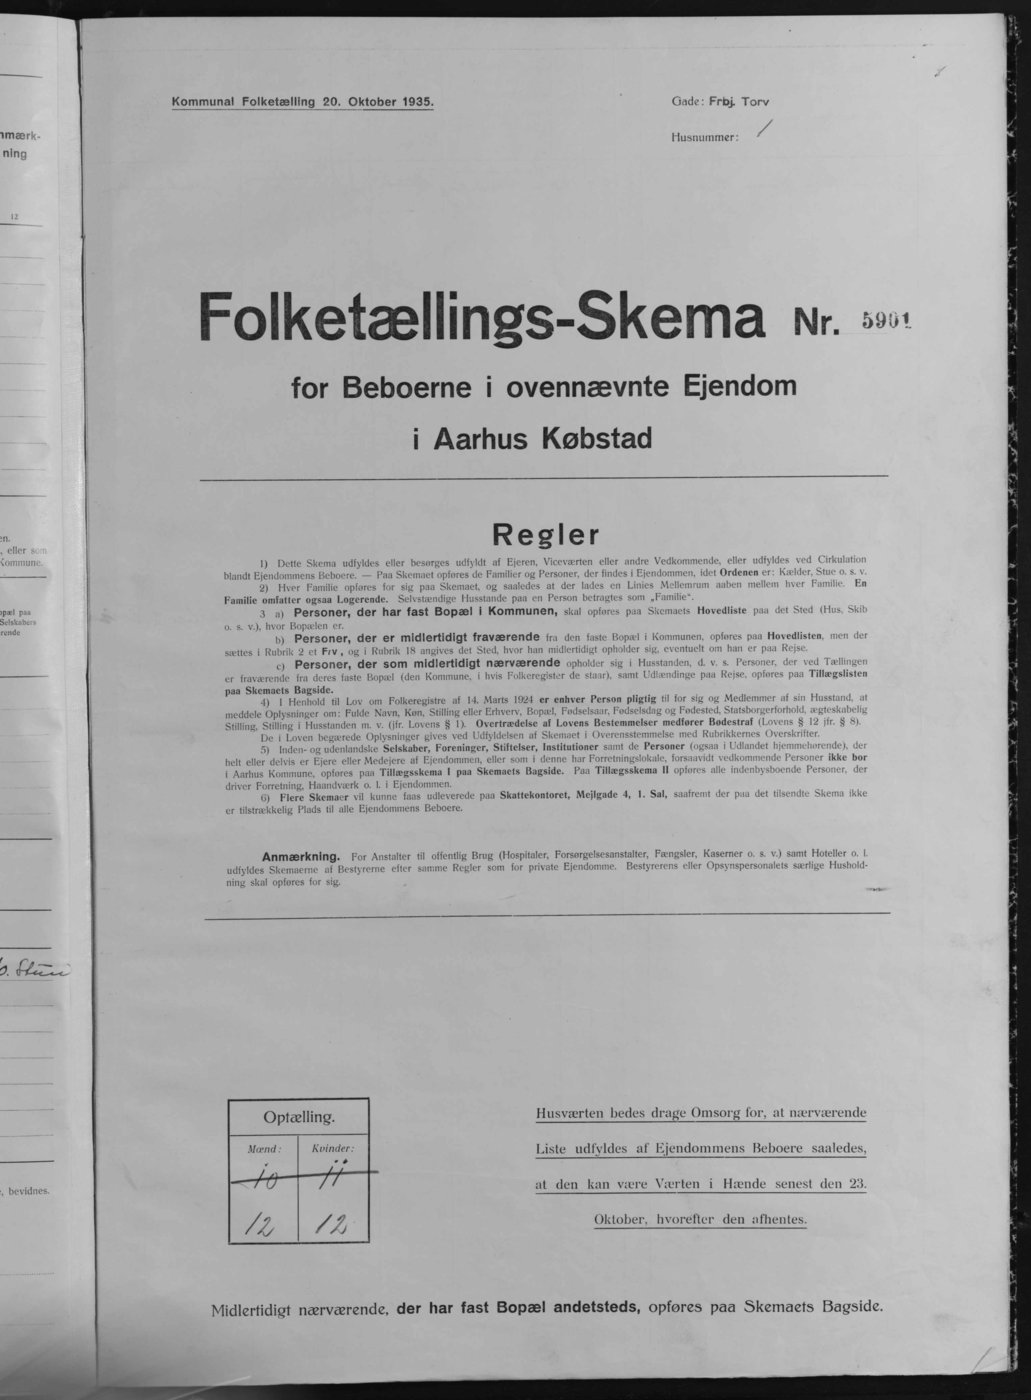 nmærk-
ning
12
en.
, eller som
Kommune.
opæl paa
Selskabers
rende
o. Stuen
, bevidnes.
8
Kommunal Folketælling 20. Oktober 1935.
Gade: Frbj. Torv
Husnummer: 1
Folketællings-Skema Nr. 5901
for Beboerne i ovennævnte Ejendom
i Aarhus Købstad
Regler
1) Dette Skema udfyldes eller besørges udfyldt af Ejeren, Viceværten eller andre Vedkommende, eller udfyldes ved Cirkulation
blandt Ejendommens Beboere. — Paa Skemaet opføres de Familier og Personer, der findes i Ejendommen, idet Ordenen er: Kælder, Stue o. s. v.
2) Hver Familie opføres for sig paa Skemaet, og saaledes at der lades en Linies Mellemrum aaben mellem hver Familie. En
Familie omfatter ogsaa Logerende. Selvstændige Husstande paa en Person betragtes som „Familie“.
3 a) Personer, der har fast Bopæl i Kommunen, skal opføres paa Skemaets Hovedliste paa det Sted (Hus, Skib
o. s. v.), hvor Bopælen er.
b) Personer, der er midlertidigt fraværende fra den faste Bopæl i Kommunen, opføres paa Hovedlisten, men der
sættes i Rubrik 2 et Frv, og i Rubrik 18 angives det Sted, hvor han midlertidigt opholder sig, eventuelt om han er paa Rejse.
c) Personer, der som midlertidigt nærværende opholder sig i Husstanden, d. v. s. Personer, der ved Tællingen
er fraværende fra deres faste Bopæl (den Kommune, i hvis Folkeregister de staar), samt Udlændinge paa Rejse, opføres paa Tillægslisten
paa Skemaets Bagside.
4) I Henhold til Lov om Folkeregistre af 14. Marts 1924 er enhver Person pligtig til for sig og Medlemmer af sin Husstand, at
meddele Oplysninger om: Fulde Navn, Køn, Stilling eller Erhverv, Bopæl, Fødselsaar, Fødselsdag og Fødested, Statsborgerforhold, ægteskabelig
Stilling, Stilling i Husstanden m. v. (jfr. Lovens § 1). Overtrædelse af Lovens Bestemmelser medfører Bødestraf (Lovens § 12 jfr. § 8).
De i Loven begærede Oplysninger gives ved Udfyldelsen af Skemaet i Overensstemmelse med Rubrikkernes Overskrifter.
5) Inden- og udenlandske Selskaber, Foreninger, Stiftelser, Institutioner samt de Personer (ogsaa i Udlandet hjemmehørende), der
helt eller delvis er Ejere eller Medejere af Ejendommen, eller som i denne har Forretningslokale, forsaavidt vedkommende Personer ikke bor
i Aarhus Kommune, opføres paa Tillægsskema I paa Skemaets Bagside. Paa Tillægsskema II opføres alle indenbysboende Personer, der
driver Forretning, Haandværk o. l. i Ejendommen.
6) Flere Skemaer vil kunne faas udleverede paa Skattekontoret, Mejlgade 4, 1. Sal, saafremt der paa det tilsendte Skema ikke
er tilstrækkelig Plads til alle Ejendommens Beboere.
Anmærkning. For Anstalter til offentlig Brug (Hospitaler, Forsørgelsesanstalter, Fængsler, Kaserner o. s. v.) samt Hoteller o. l.
udfyldes Skemaerne af Bestyrerne efter samme Regler som for private Ejendomme. Bestyrerens eller Opsynspersonalets særlige Hushold-
ning skal opføres for sig.
Optælling.
Mænd: Kvinder:
10 11
12 12
Husværten bedes drage Omsorg for, at nærværende
Liste udfyldes af Ejendommens Beboere saaledes,
at den kan være Værten i Hænde senest den 23.
Oktober, hvorefter den afhentes.
Midlertidigt nærværende, der har fast Bopæl andetsteds, opføres paa Skemaets Bagside.